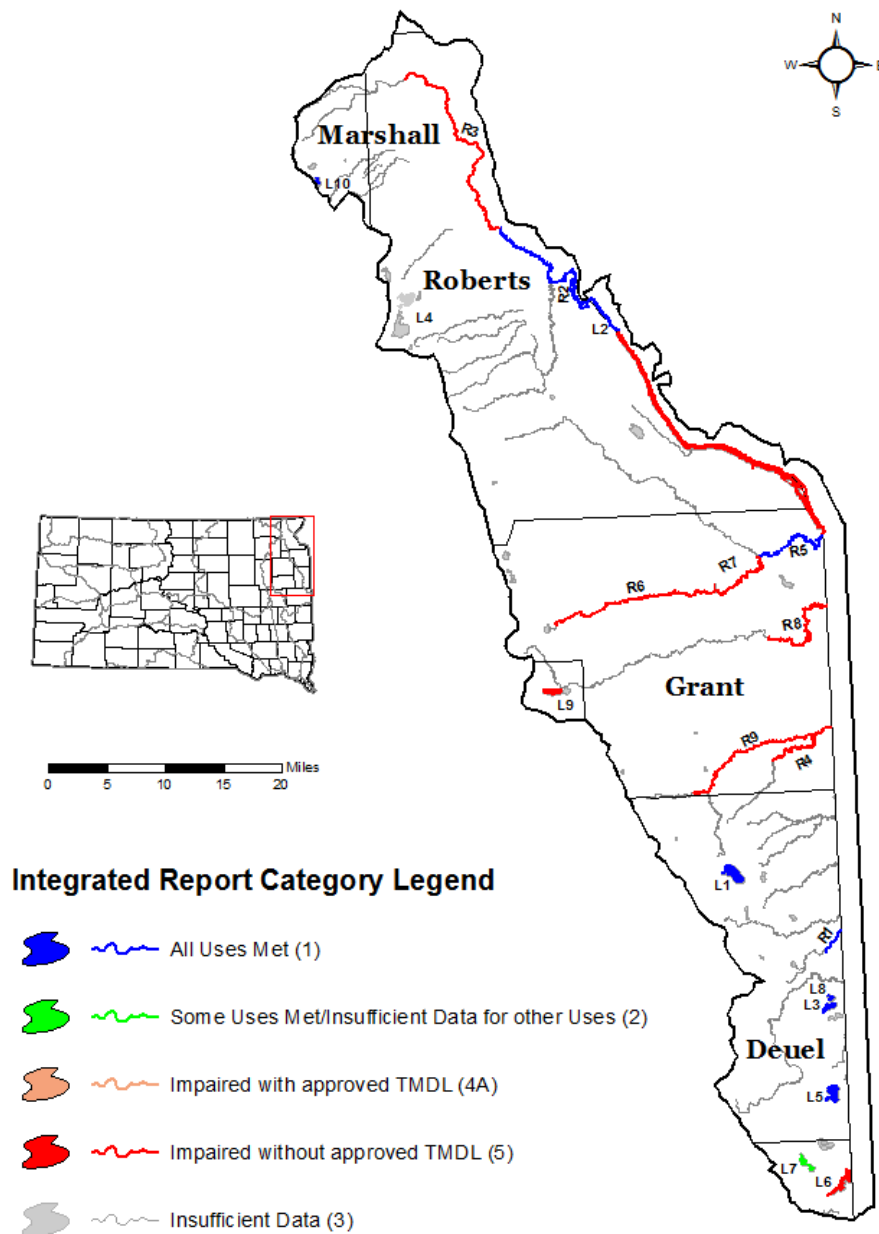 N
W
E
S
Marshall
R3
L10
Roberts
R2
L4
L2
R5
R7
R6
R8
Grant
L9
R9
R4
Miles
0 5 10 15 20
L1
R1
L8
L3
Deuel
L5
L7
L6
Integrated Report Category Legend
All Uses Met (1)
Some Uses Met/Insufficient Data for other Uses (2)
Impaired with approved TMDL (4A)
Impaired without approved TMDL (5)
Insufficient Data (3)